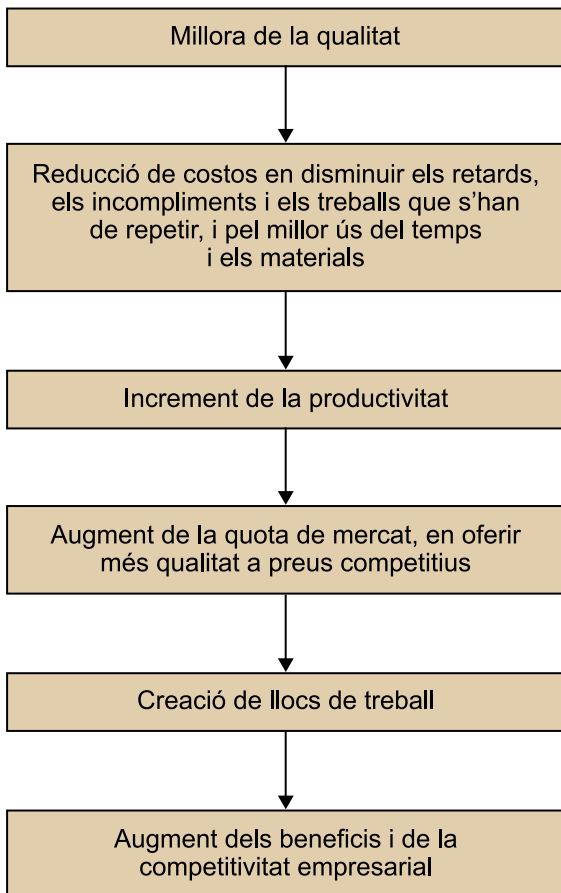 Millora de la qualitat
Reducció de costos en disminuir els retards,
els incompliments i els treballs que s'han
de repetir, i pel millor ús del temps
i els materials
Increment de la productivitat
Augment de la quota de mercat, en oferir
més qualitat a preus competitius
Creació de llocs de treball
Augment dels beneficis i de la
competitivitat empresarial